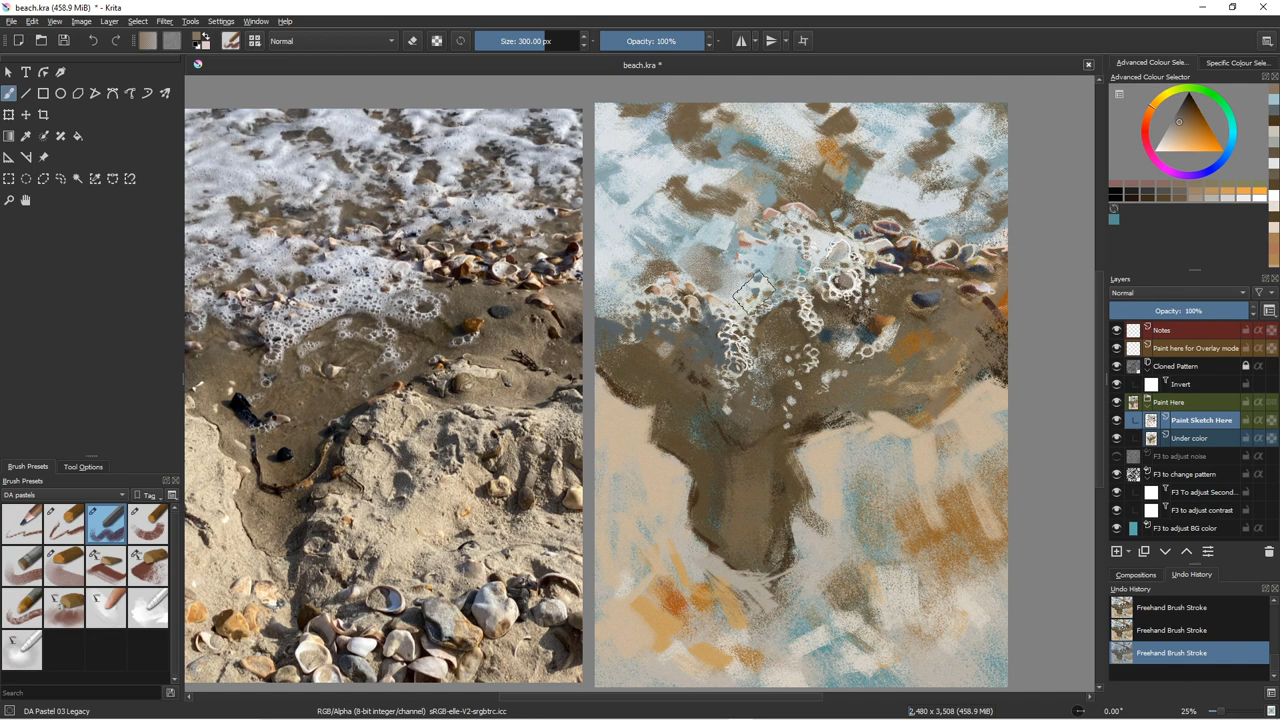 beach.kra (458.9 MiB) * - Krita
File Edit View Image Layer Select Filter Tools Settings Window Help
Normal
Size: 300.00 px
Opacity: 100%
beach.kra *
Advanced Colour Sele...
Specific Colour Sele...
Advanced Colour Selector
Layers
Normal
Opacity: 100%
Notes
Paint here for Overlay mode
Cloned Pattern
Invert
Paint Here
Paint Sketch Here
Under color
F3 to adjust noise
F3 to change pattern
F3 To adjust Second...
F3 to adjust contrast
F3 to adjust BG color
Compositions
Undo History
Undo History
Freehand Brush Stroke
Freehand Brush Stroke
Freehand Brush Stroke
Brush Presets
Tool Options
Brush Presets
DA pastels
Tag
Search
DA Pastel 03 Legacy
RGB/Alpha (8-bit integer/channel) sRGB-elle-V2-srgbtrc.icc
2,480 x 3,508 (458.9 MiB)
0.00°
25%